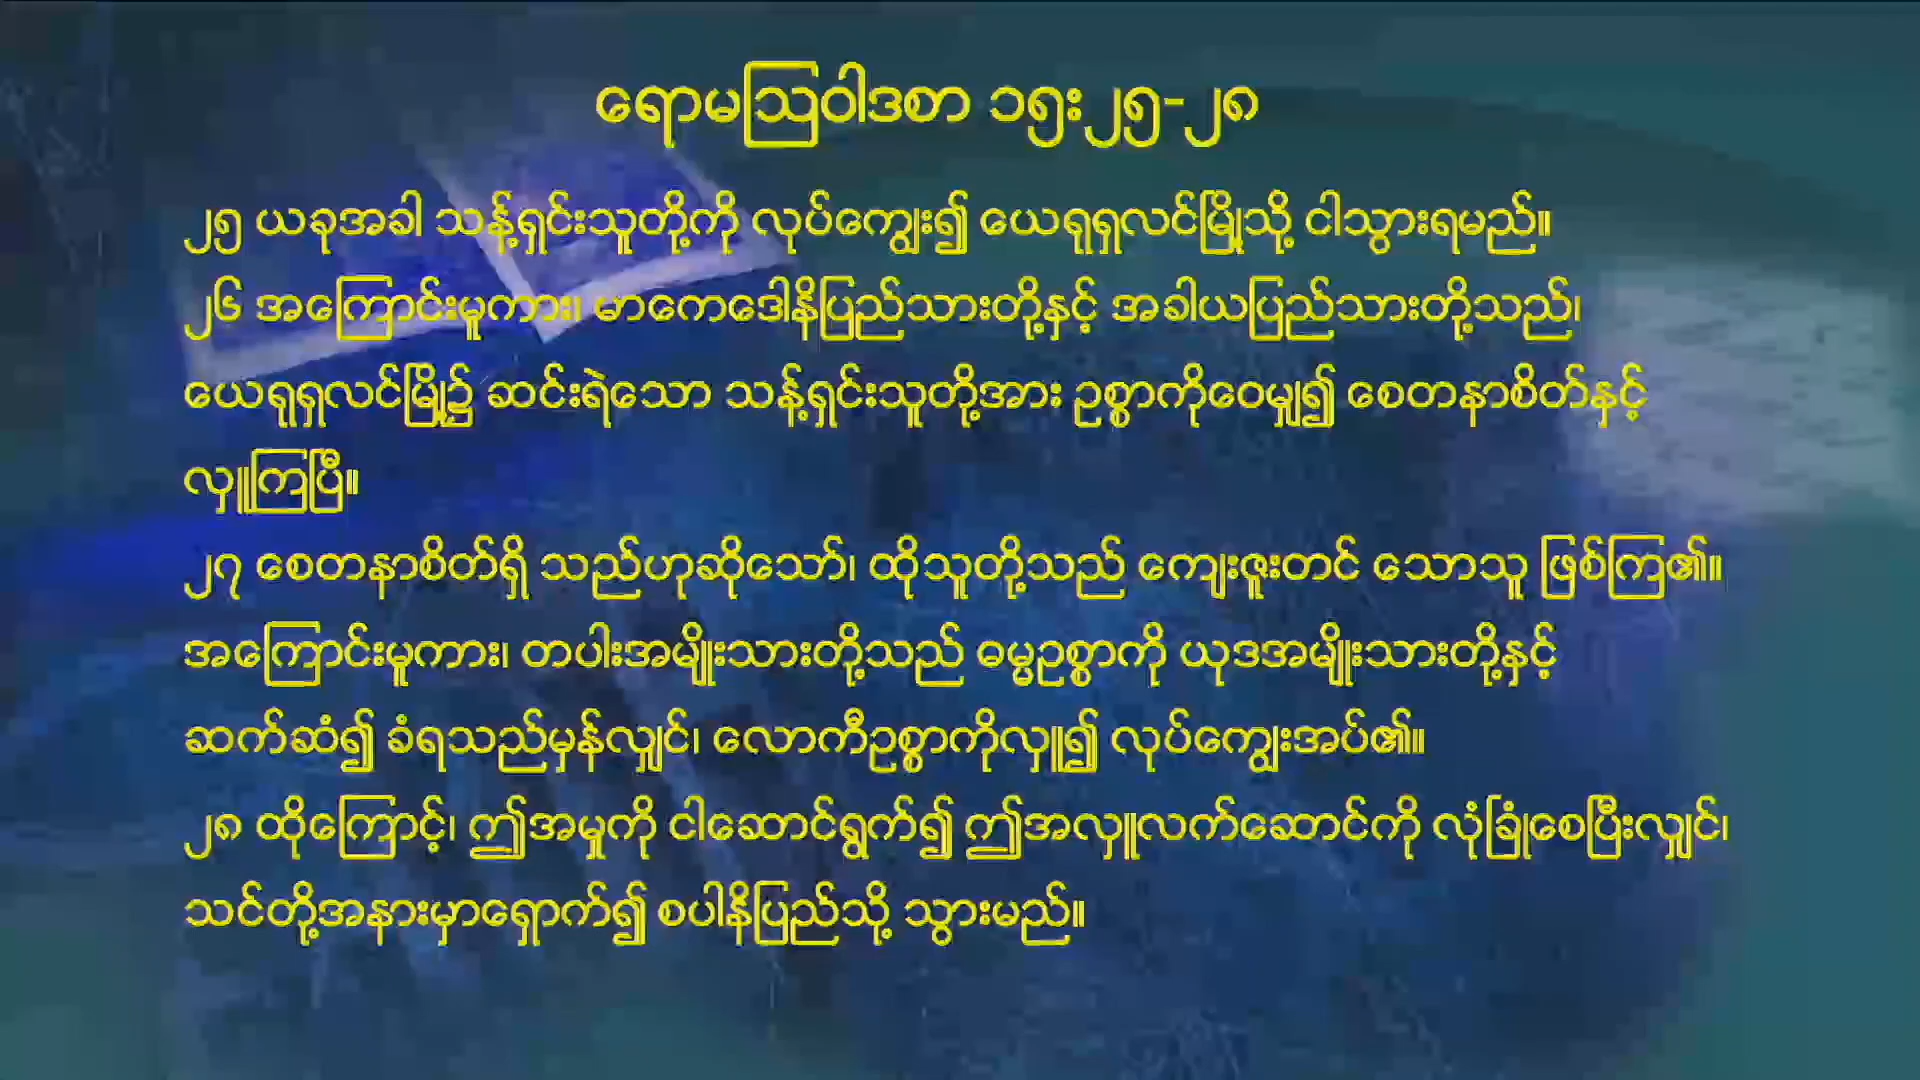 ရောမဩဝါဒစာ ၁၅း၂၅-၂၈
၂၅ ယခုအခါ သန့်ရှင်းသူတို့ကို လုပ်ကျွေး၍ ယေရုရှလင်မြို့သို့ ငါသွားရမည်။
၂၆ အကြောင်းမူကား၊ မာကေဒေါနိပြည်သားတို့နှင့် အခါယပြည်သားတို့သည်၊
ယေရုရှလင်မြို့၌ ဆင်းရဲသော သန့်ရှင်းသူတို့အား ဥစ္စာကိုဝေမျှ၍ စေတနာစိတ်နှင့်
လှူကြပြီ။
၂၇ စေတနာစိတ်ရှိ သည်ဟုဆိုသော်၊ ထိုသူတို့သည် ကျေးဇူးတင် သောသူ ဖြစ်ကြ၏။
အကြောင်းမူကား၊ တပါးအမျိုးသားတို့သည် ဓမ္မဥစ္စာကို ယုဒအမျိုးသားတို့နှင့်
ဆက်ဆံ၍ ခံရသည်မှန်လျှင်၊ လောကီဥစ္စာကိုလှူ၍ လုပ်ကျွေးအပ်၏။
၂၈ ထိုကြောင့်၊ ဤအမှုကို ငါဆောင်ရွက်၍ ဤအလှူလက်ဆောင်ကို လုံခြုံစေပြီးလျှင်၊
သင်တို့အနားမှာရှောက်၍ စပါနိပြည်သို့ သွားမည်။